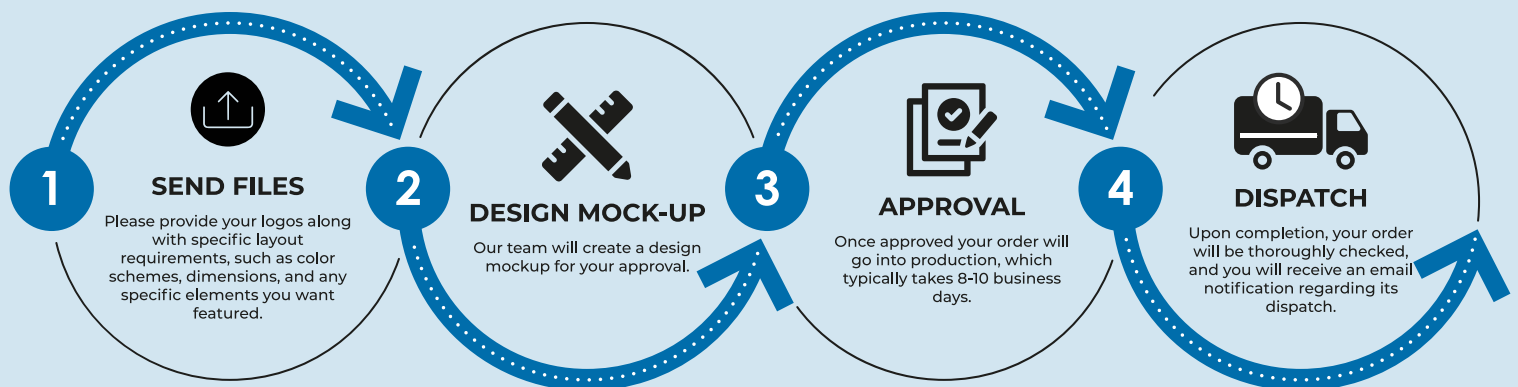 1
SEND FILES
Please provide your logos along
with specific layout
requirements, such as color
schemes, dimensions, and any
specific elements you want
featured.
2
DESIGN MOCK-UP
Our team will create a design
mockup for your approval.
3
APPROVAL
Once approved your order will
go into production, which
typically takes 8-10 business
days.
4
DISPATCH
Upon completion, your order
will be thoroughly checked,
and you will receive an email
notification regarding its
dispatch.